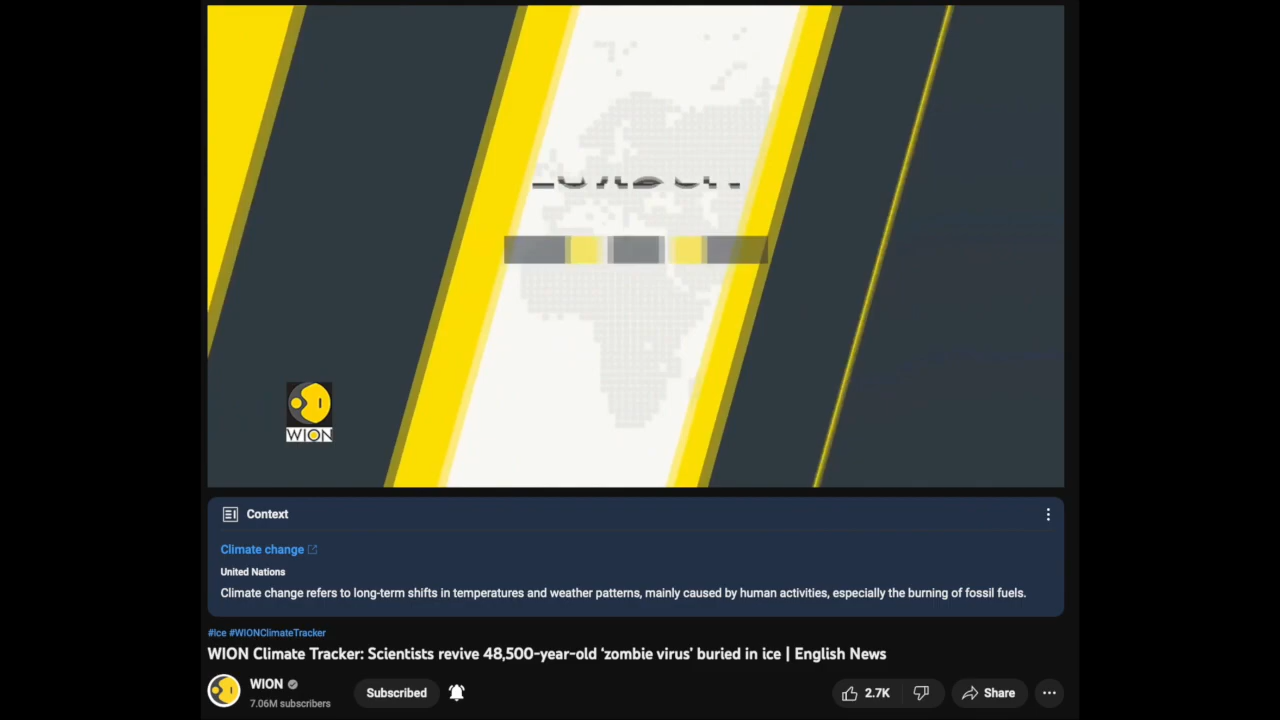 WION
Context
Climate change
United Nations
Climate change refers to long-term shifts in temperatures and weather patterns, mainly caused by human activities, especially the burning of fossil fuels.
#Ice #WIONClimateTracker
WION Climate Tracker: Scientists revive 48,500-year-old 'zombie virus' buried in ice | English News
WION
7.06M subscribers
Subscribed
2.7K
Share